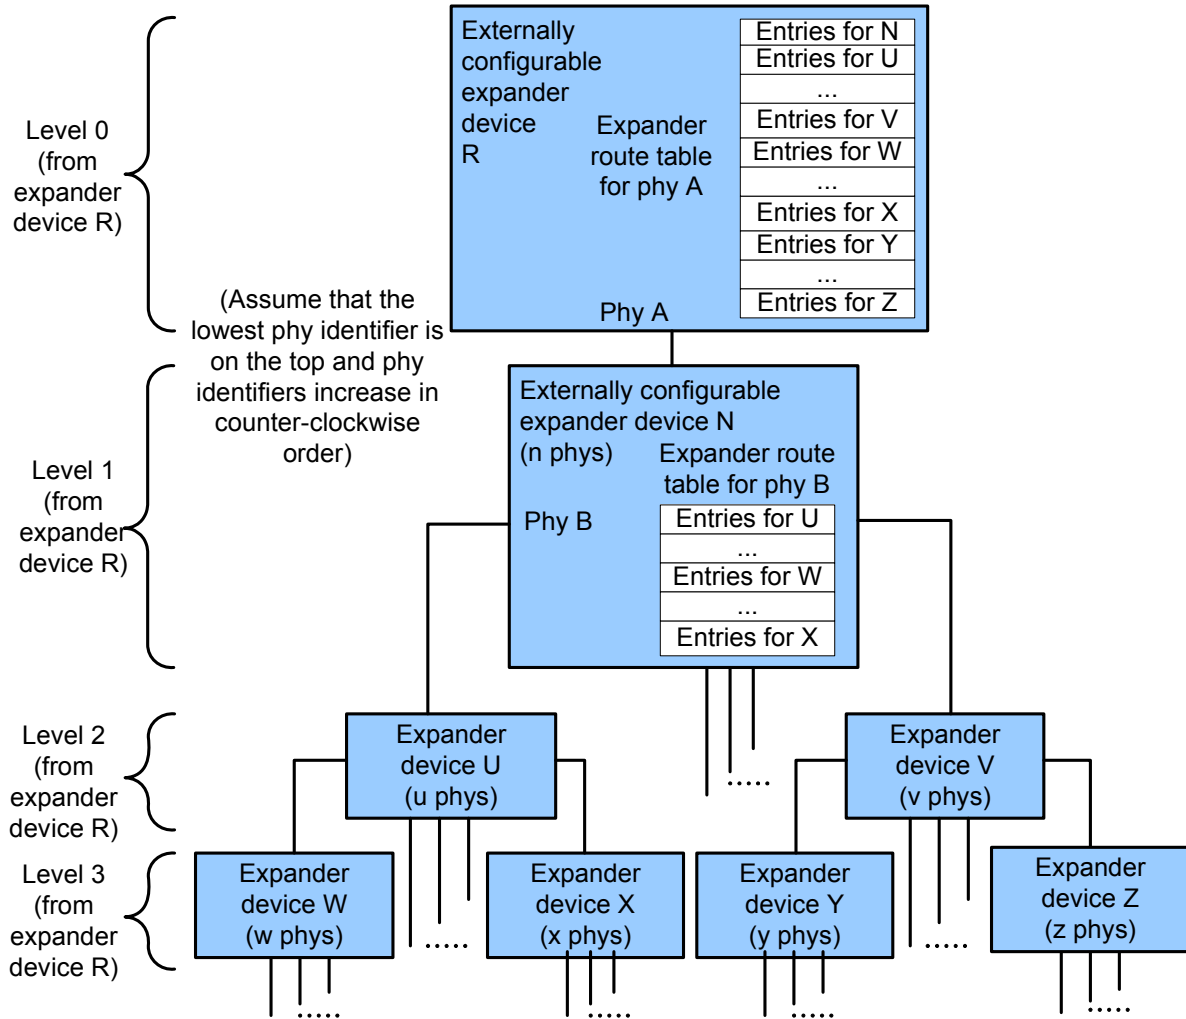 Level 0
(from
expander
device R)
Externally
configurable
expander
device
R
Expander
route table
for phy A
Entries for N
Entries for U
...
Entries for V
Entries for W
...
Entries for X
Entries for Y
...
Entries for Z
Phy A
(Assume that the
lowest phy identifier is
on the top and phy
identifiers increase in
counter-clockwise
order)
Level 1
(from
expander
device R)
Externally configurable
expander device N
(n phys)
Expander route
table for phy B
Phy B
Entries for U
...
Entries for W
...
Entries for X
Level 2
(from
expander
device R)
Expander
device U
(u phys)
.....
Expander
device V
(v phys)
Level 3
(from
expander
device R)
Expander
device W
(w phys)
.....
.....
Expander
device X
(x phys)
.....
Expander
device Y
(y phys)
.....
.....
Expander
device Z
(z phys)
.....